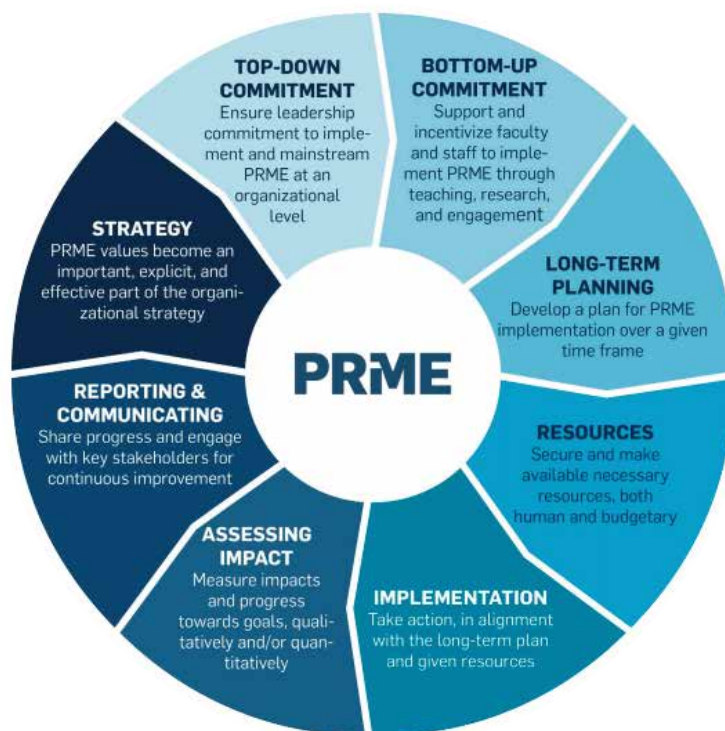 TOP-DOWN
COMMITMENT
Ensure leadership
commitment to imple-
ment and mainstream
PRME at an
organizational
level
BOTTOM-UP
COMMITMENT
Support and
incentivize faculty
and staff to imple-
ment PRME through
teaching, research,
and engagement
LONG-TERM
PLANNING
Develop a plan for PRME
implementation over a given
time frame
RESOURCES
Secure and make
available necessary
resources, both
human and budgetary
IMPLEMENTATION
Take action, in alignment
with the long-term plan
and given resources
ASSESSING
IMPACT
Measure impacts
and progress
towards goals, quali-
tatively and/or quan-
titatively
REPORTING &
COMMUNICATING
Share progress and engage
with key stakeholders for
continuous improvement
STRATEGY
PRME values become an
important, explicit, and
effective part of the organi-
zational strategy
PRME